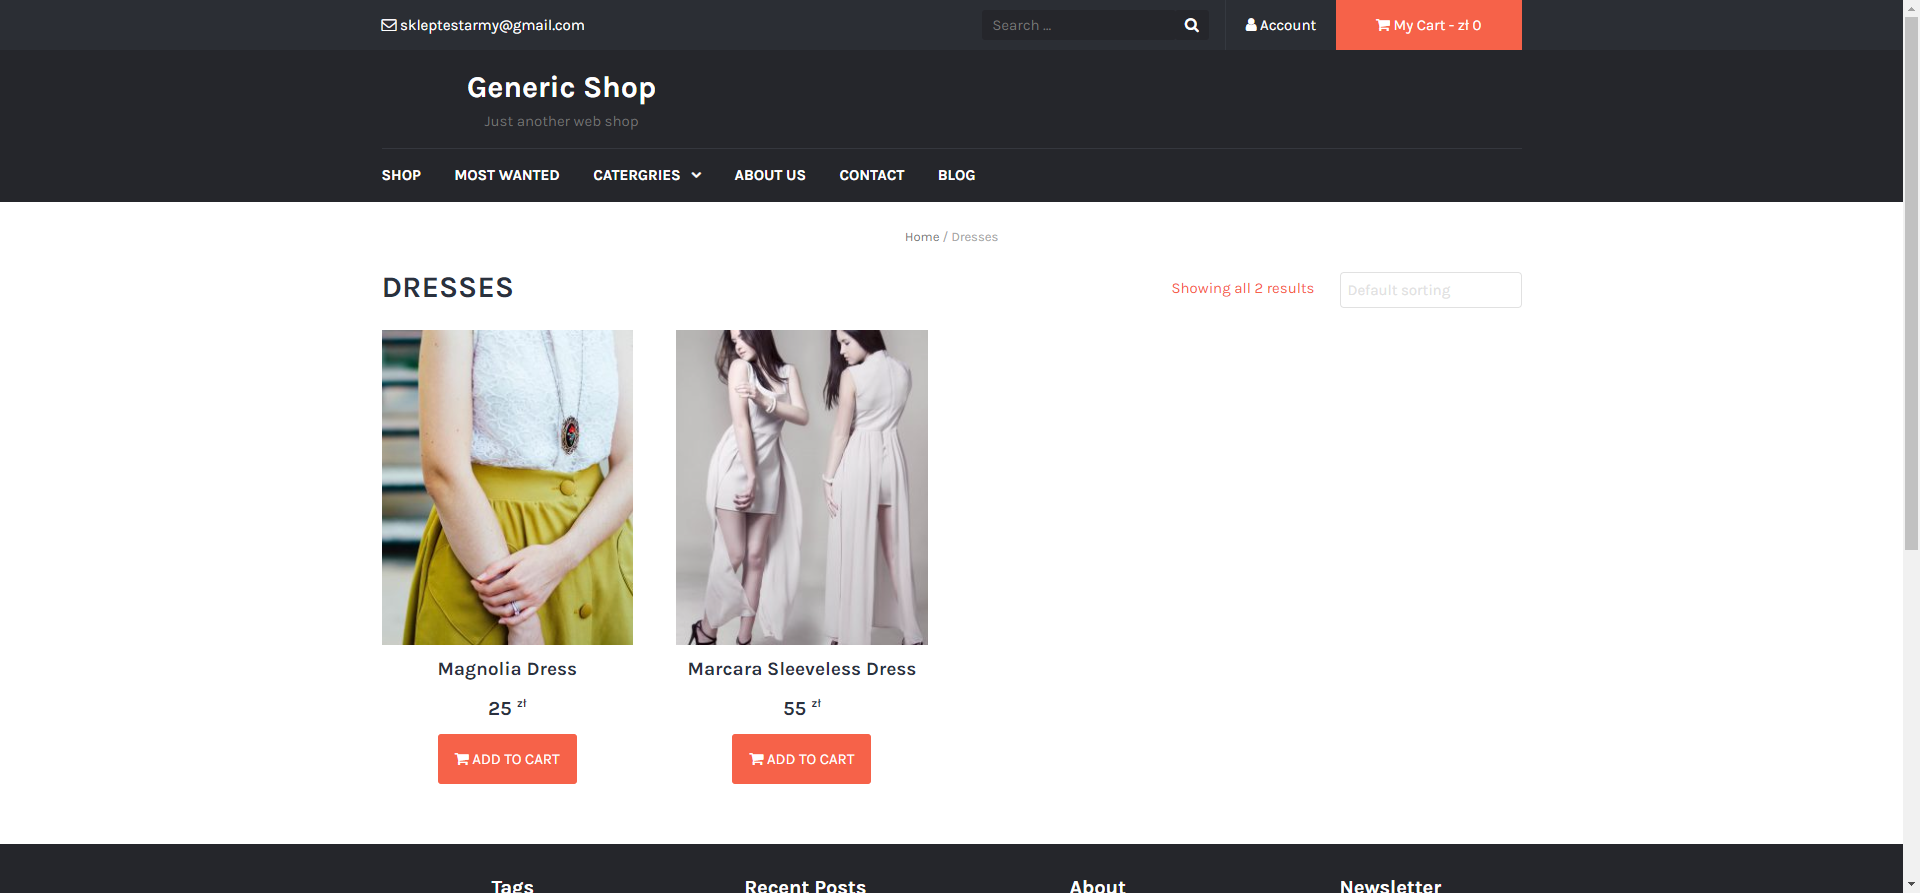 skleptestarmy@gmail.com
Search ...
Account
My Cart - zł 0
Generic Shop
Just another web shop
SHOP MOST WANTED CATERGRIES ABOUT US CONTACT BLOG
Home / Dresses
DRESSES
Showing all 2 results
Default sorting
Magnolia Dress
25 zł
ADD TO CART
Marcara Sleeveless Dress
55 zł
ADD TO CART
Tags
Recent Posts
About
Newsletter